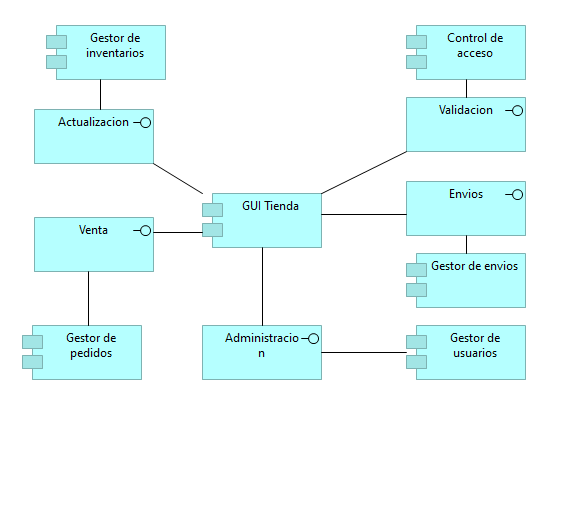 Gestor de
inventarios
Control de
acceso
Actualizacion
Validacion
GUI Tienda
Envios
Venta
Gestor de envios
Gestor de
pedidos
Administracio
n
Gestor de
usuarios